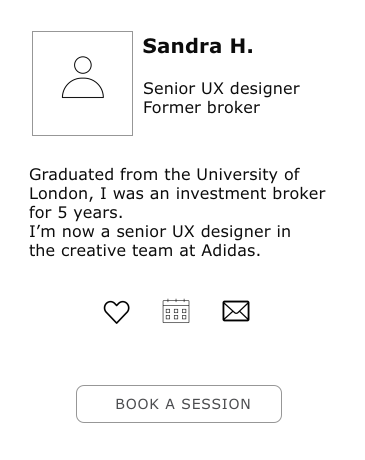 Sandra H.
Senior UX designer
Former broker
Graduated from the University of
London, I was an investment broker
for 5 years.
I’m now a senior UX designer in
the creative team at Adidas.
BOOK A SESSION